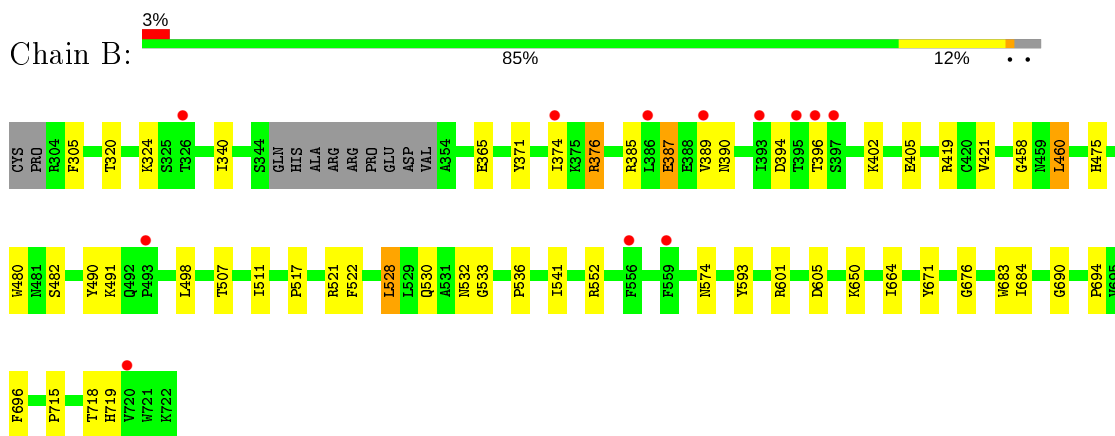 3%
Chain B:
85%
12%
• •
CYS PRO R304 F305 T320 K324 S325 T326 I340 S344 GLN HIS ALA ARG ARG PRO GLU ASP VAL A354 E365 Y371 I374 K375 R376 R385 L386 E387 E388 V389 N390 I393 D394 T395 T396 S397 K402 E405 R419 C420 V421 G458 N459 L460 H475
W480 N481 S482 Y490 K491 Q492 P493 L498 T507 I511 P517 R521 F522 L528 L529 Q530 A531 N532 G533 P536 I541 R552 F556 F559 N574 Y593 R601 D605 K650 I664 Y671 G676 W683 I684 G690 P694 V695
F696 P715 T718 H719 V720 W721 K722